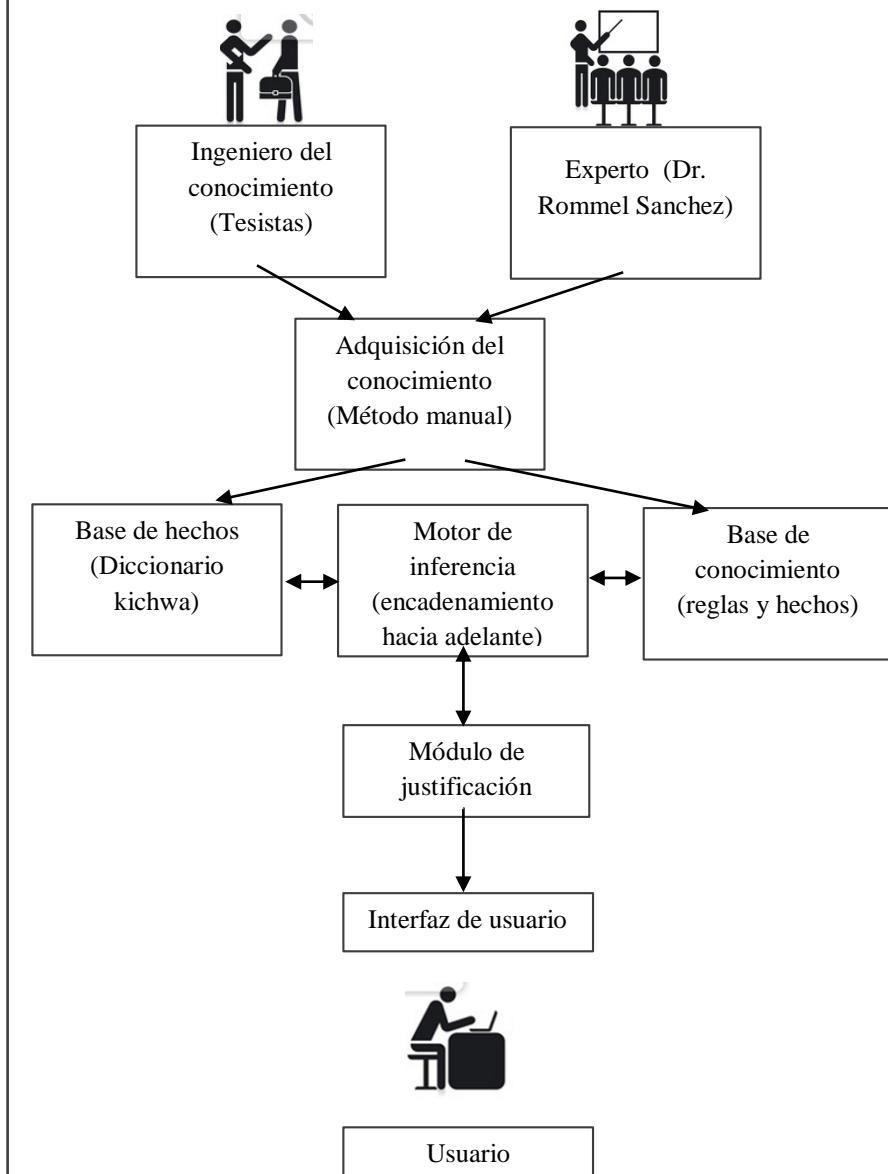 Ingeniero del
conocimiento
(Tesistas)
Experto (Dr.
Rommel Sanchez)
Adquisición del
conocimiento
(Método manual)
Base de hechos
(Diccionario
kichwa)
Motor de
inferencia
(encadenamiento
hacia adelante)
Base de
conocimiento
(reglas y hechos)
Módulo de
justificación
Interfaz de usuario
Usuario